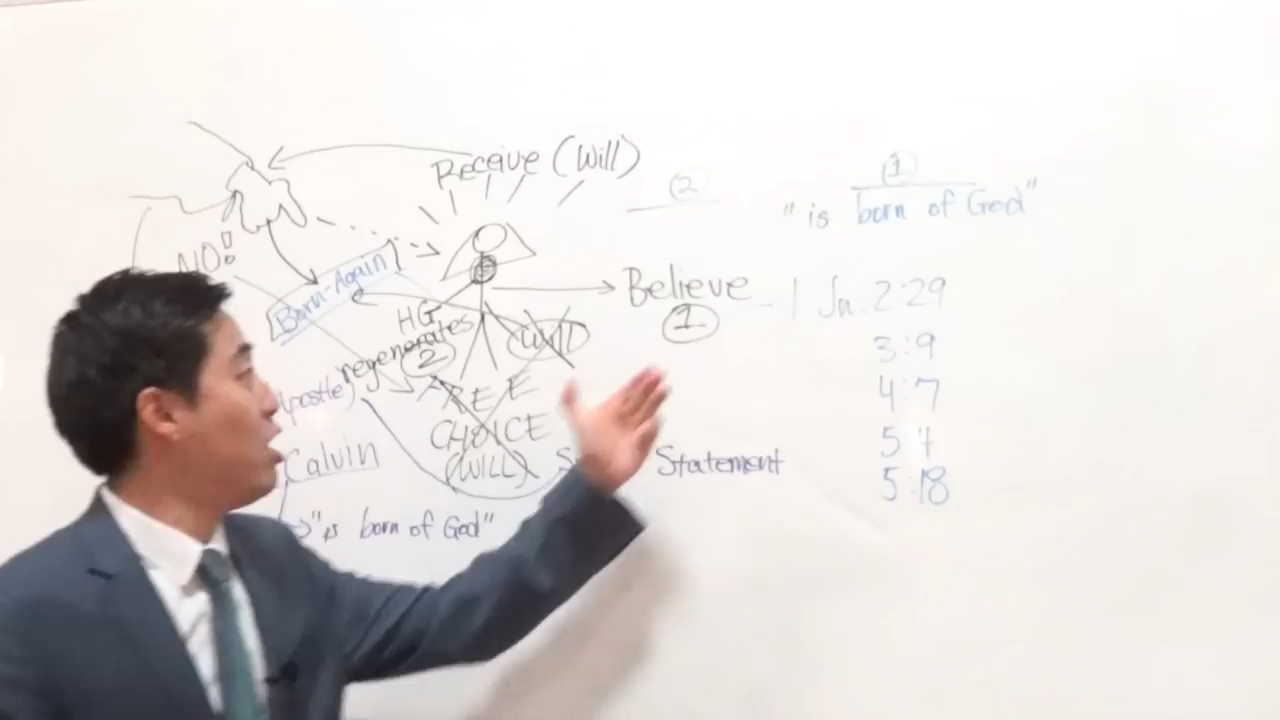 Receive (Will)
NO!
Born-Again
HG
regenerates
2
WILL
FREE
CHOICE
(WILL)
Believe
1
(2)
(1)
"is born of God"
1 Jn. 2:29
3:9
4:7
5:4
5:18
Statement
Calvin
"is born of God"